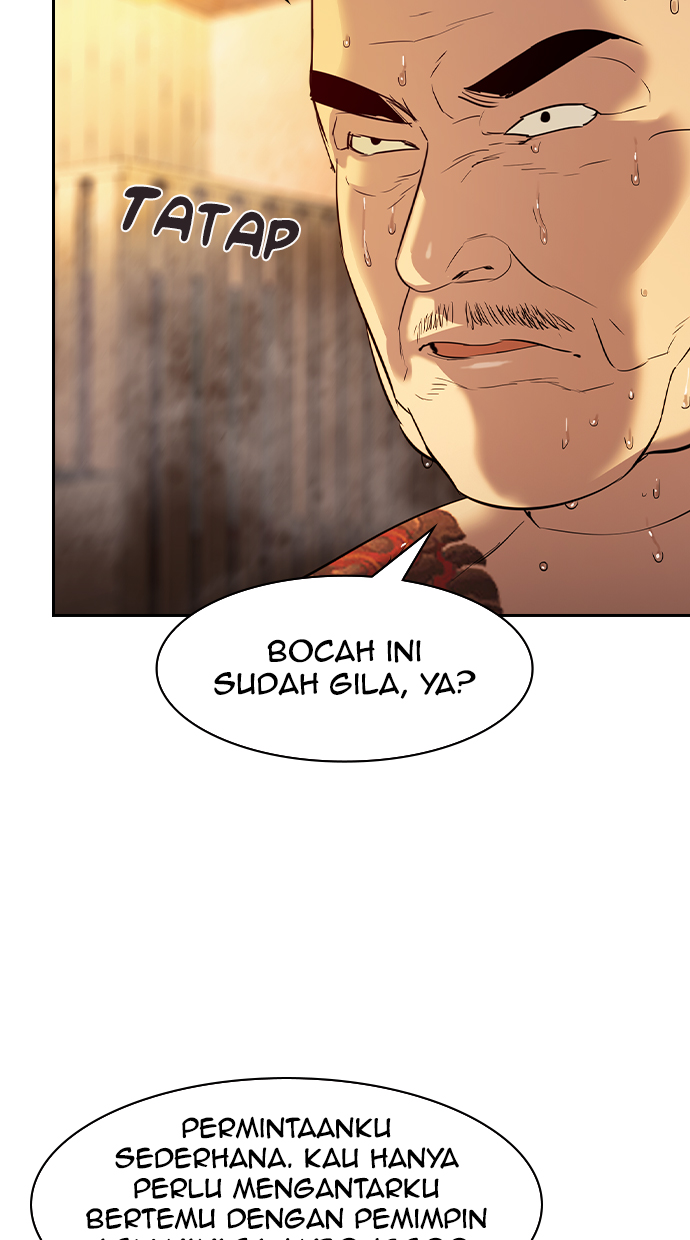 TATAP
BOCAH INI
SUDAH GILA, YA?
PERMINTAANKU
SEDERHANA. KAU HANYA
PERLU MENGANTARKU
BERTEMU DENGAN PEMIMPIN